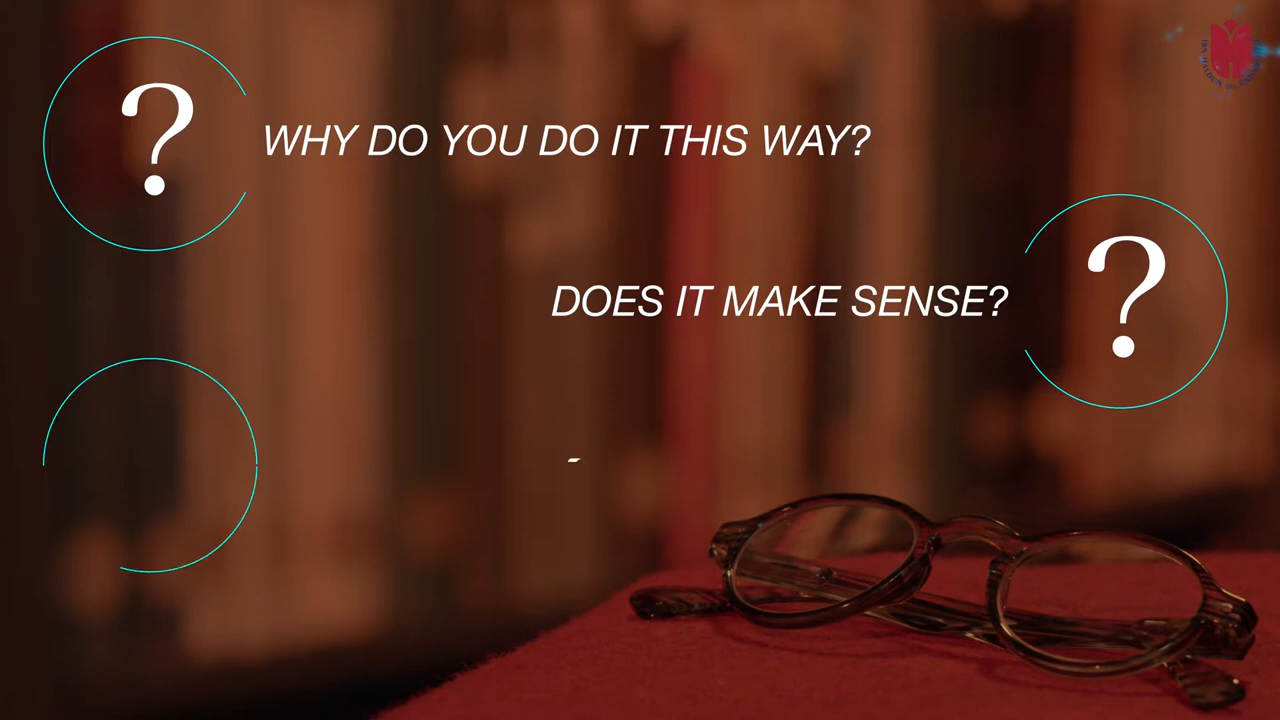 ?
WHY DO YOU DO IT THIS WAY?
DOES IT MAKE SENSE?
?